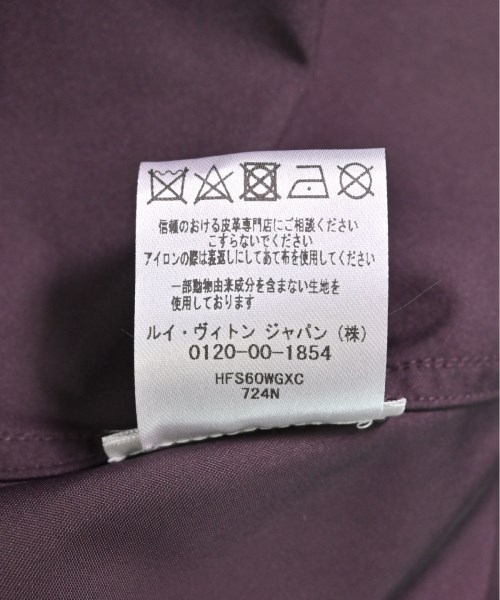 信頼のおける皮革専門店にご相談ください
こすらないでください
アイロンの際は裏返しにしてあて布を使用してください
一部動物由来成分を含まない生地を
使用しております
ルイ・ヴィトン ジャパン (株)
0120-00-1854
HFS60WGXC
724N